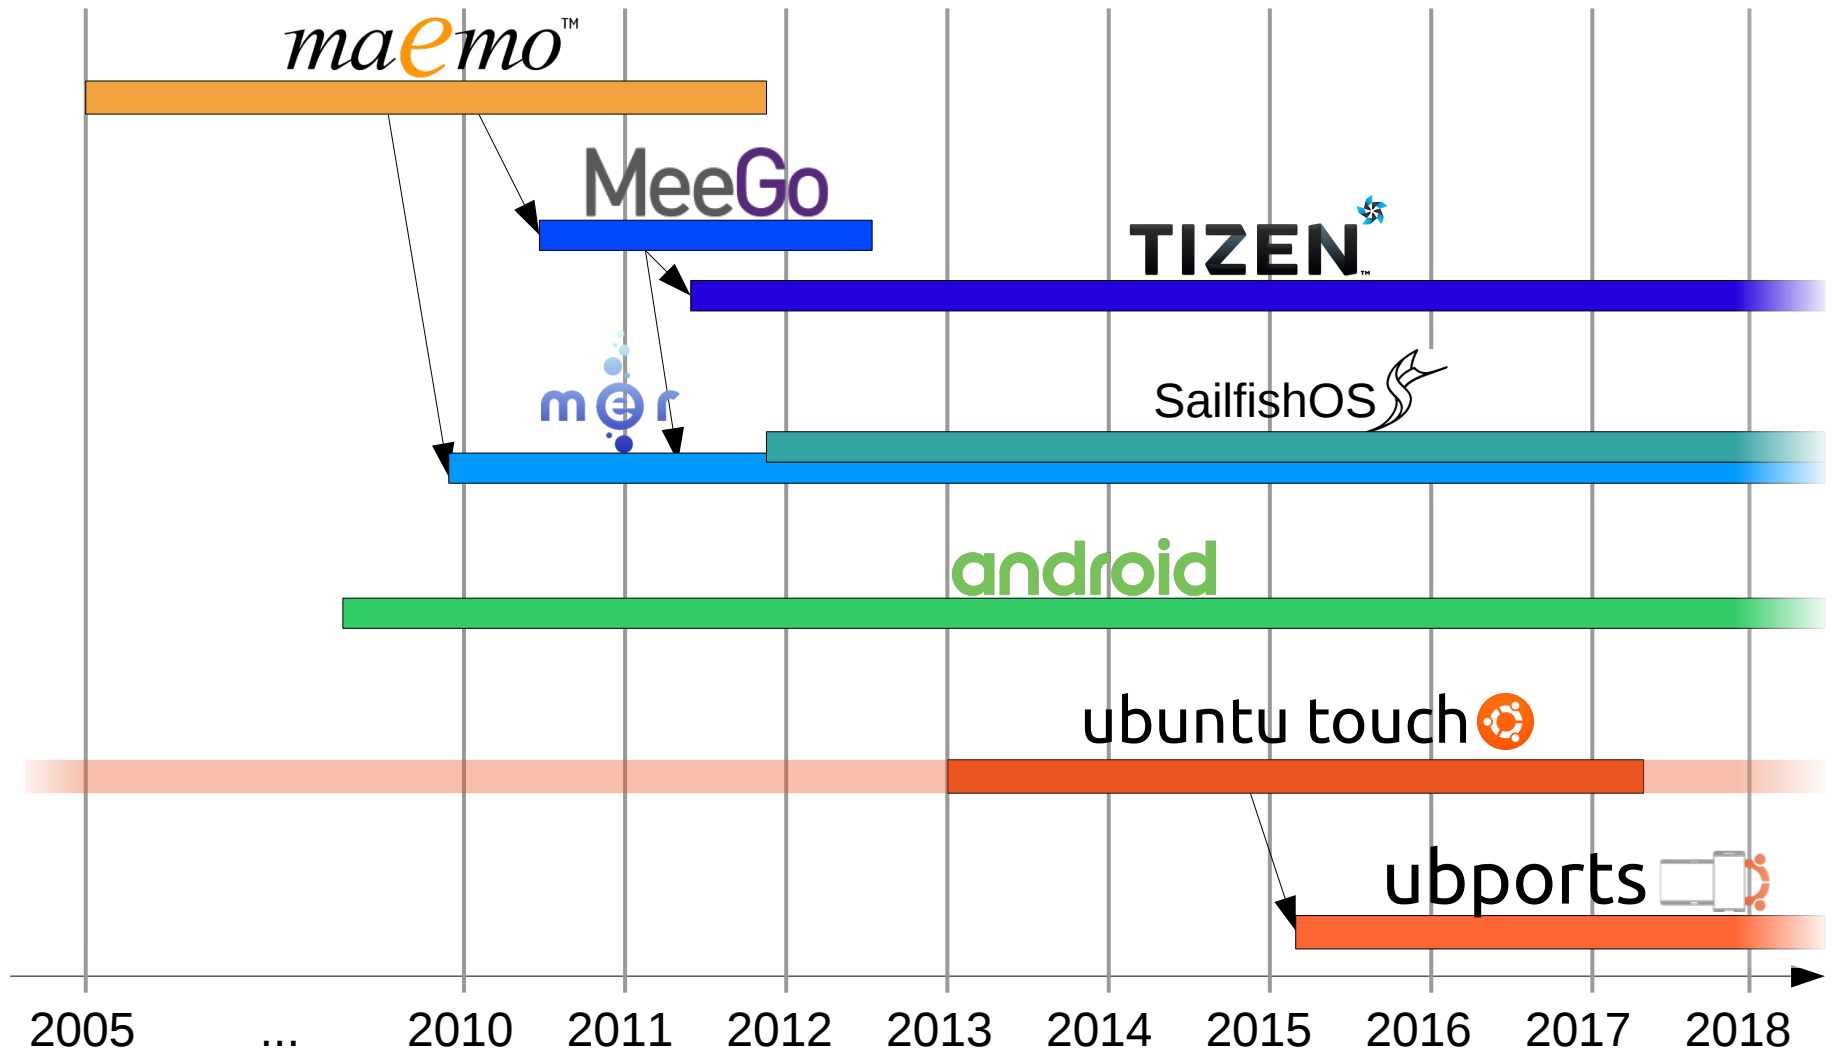 maemo™
MeeGo
TIZEN™
mer
SailfishOS
android
ubuntu touch
ubports
2005 ... 2010 2011 2012 2013 2014 2015 2016 2017 2018